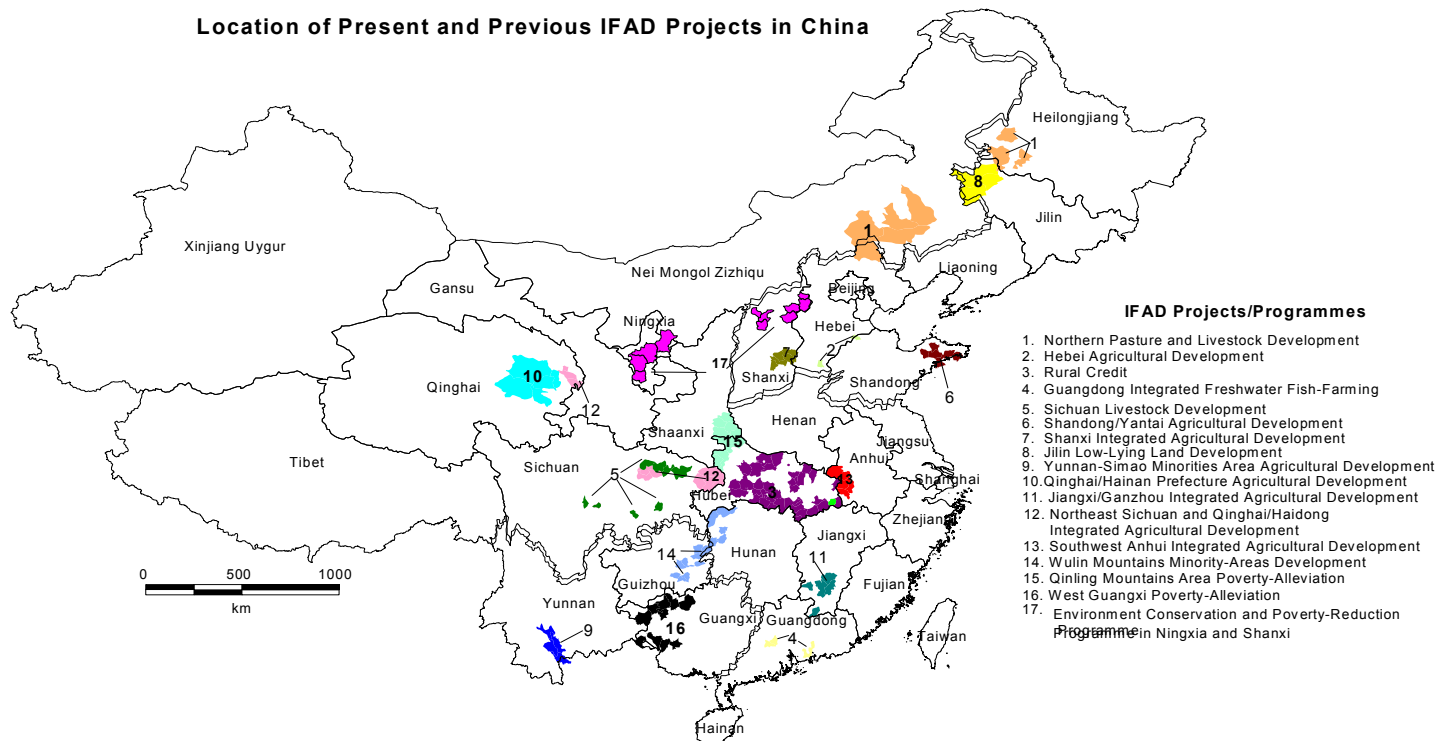 Location of Present and Previous IFAD Projects in China
Heilongjiang
1
8
Jilin
Xinjiang Uygur
1
Liaoning
Nei Mongol Zizhiqu
Beijing
Gansu
Ningxia
Hebei
2
IFAD Projects/Programmes
1. Northern Pasture and Livestock Development
2. Hebei Agricultural Development
3. Rural Credit
4. Guangdong Integrated Freshwater Fish-Farming
5. Sichuan Livestock Development
6. Shandong/Yantai Agricultural Development
7. Shanxi Integrated Agricultural Development
8. Jilin Low-Lying Land Development
9. Yunnan-Simao Minorities Area Agricultural Development
10. Qinghai/Hainan Prefecture Agricultural Development
11. Jiangxi/Ganzhou Integrated Agricultural Development
12. Northeast Sichuan and Qinghai/Haidong
Integrated Agricultural Development
13. Southwest Anhui Integrated Agricultural Development
14. Wulin Mountains Minority-Areas Development
15. Qinling Mountains Area Poverty-Alleviation
16. West Guangxi Poverty-Alleviation
17. Environment Conservation and Poverty-Reduction
Programme
Programme in Ningxia and Shanxi
7
17
Shanxi
Qinghai
10
12
Shandong
6
Henan
Shaanxi
15
Jiangsu
Tibet
Sichuan
5
12
Anhui
13
Shanghai
Hubei
3
Zhejiang
Jiangxi
14
Hunan
11
Guizhou
Fujian
0 500 1000
km
Yunnan
Guangxi
Guangdong
9
16
4
Taiwan
Hainan